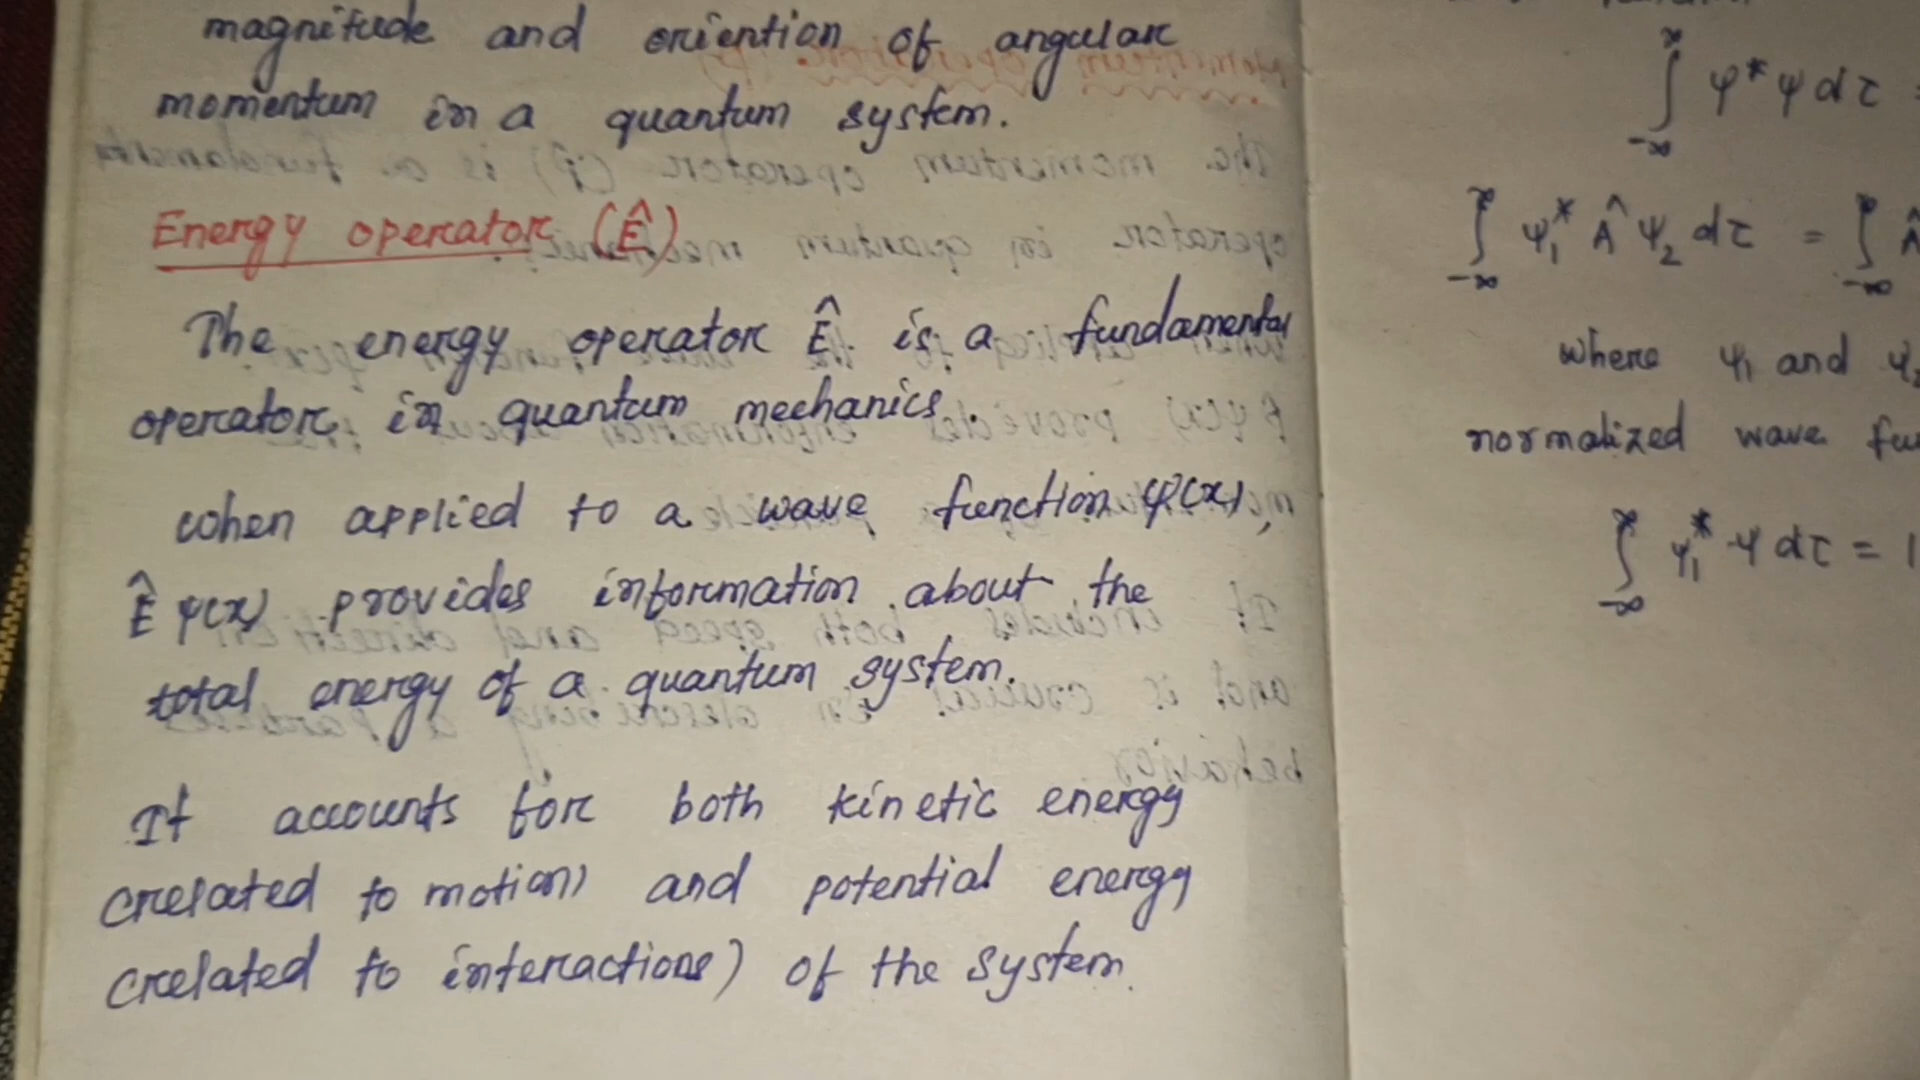 magnitude and oriention of angular
momentum in a quantum system.
Energy operator (Ê)
The energy operator Ê is a fundamental
operator in quantum mechanics.
when applied to a wave function ψ(x),
Ê ψ(x) provides information about the
total energy of a quantum system.
It accounts for both kinetic energy
(related to motion) and potential energy
(related to interactions) of the system.
∫ ψ* ψ dτ =
-∞
∫ ψ₁* Â ψ₂ dτ = ∫ Â
-∞ -∞
where ψ₁ and ψ₂
normalized wave fu
∫ ψ₁* ψ dτ = 1
-∞